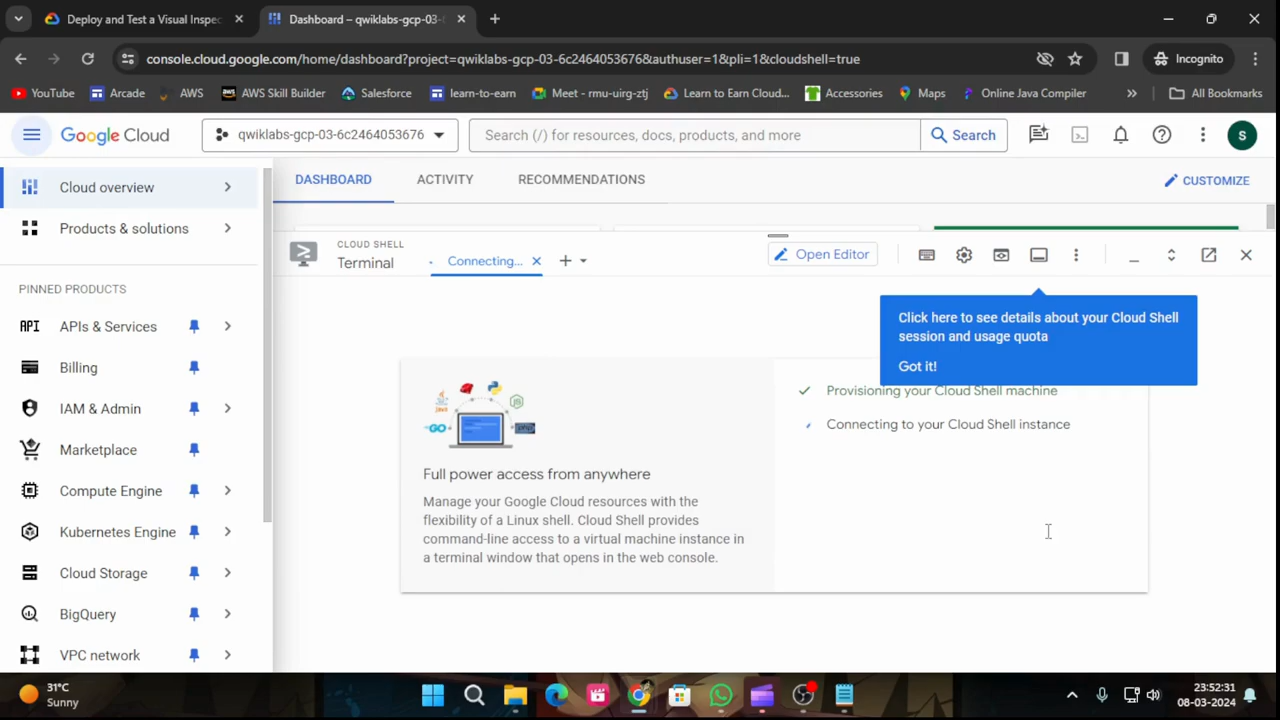 Deploy and Test a Visual Inspec
Dashboard – qwiklabs-gcp-03-
console.cloud.google.com/home/dashboard?project=qwiklabs-gcp-03-6c2464053676&authuser=1&pli=1&cloudshell=true
Incognito
YouTube
Arcade
AWS
AWS Skill Builder
Salesforce
learn-to-earn
Meet - rmu-uirg-ztj
Learn to Earn Cloud...
Accessories
Maps
Online Java Compiler
All Bookmarks
Google Cloud
qwiklabs-gcp-03-6c2464053676
Search (/) for resources, docs, products, and more
Search
S
Cloud overview
Products & solutions
PINNED PRODUCTS
API
APIs & Services
Billing
IAM & Admin
Marketplace
Compute Engine
Kubernetes Engine
Cloud Storage
BigQuery
VPC network
DASHBOARD
ACTIVITY
RECOMMENDATIONS
CUSTOMIZE
CLOUD SHELL
Terminal
Connecting...
Open Editor
Click here to see details about your Cloud Shell
session and usage quota
Got it!
Provisioning your Cloud Shell machine
Connecting to your Cloud Shell instance
Full power access from anywhere
Manage your Google Cloud resources with the
flexibility of a Linux shell. Cloud Shell provides
command-line access to a virtual machine instance in
a terminal window that opens in the web console.
31°C
Sunny
23:52:31
08-03-2024